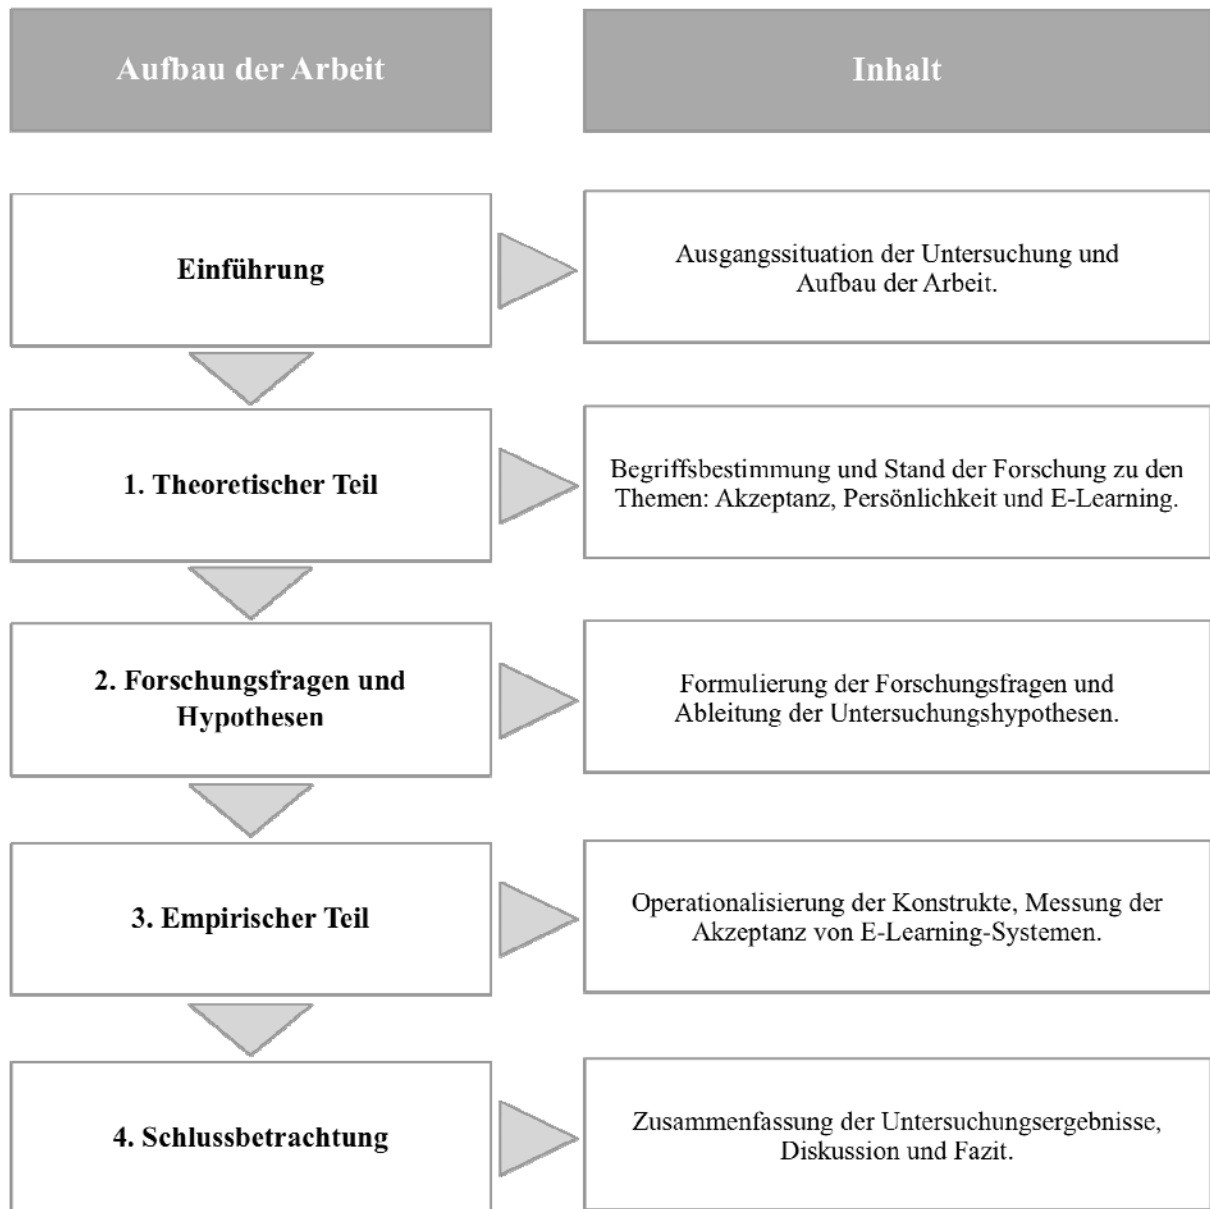 Aufbau der Arbeit
Inhalt
Einführung
Ausgangssituation der Untersuchung und
Aufbau der Arbeit.
1. Theoretischer Teil
Begriffsbestimmung und Stand der Forschung zu den
Themen: Akzeptanz, Persönlichkeit und E-Learning.
2. Forschungsfragen und
Hypothesen
Formulierung der Forschungsfragen und
Ableitung der Untersuchungshypothesen.
3. Empirischer Teil
Operationalisierung der Konstrukte, Messung der
Akzeptanz von E-Learning-Systemen.
4. Schlussbetrachtung
Zusammenfassung der Untersuchungsergebnisse,
Diskussion und Fazit.